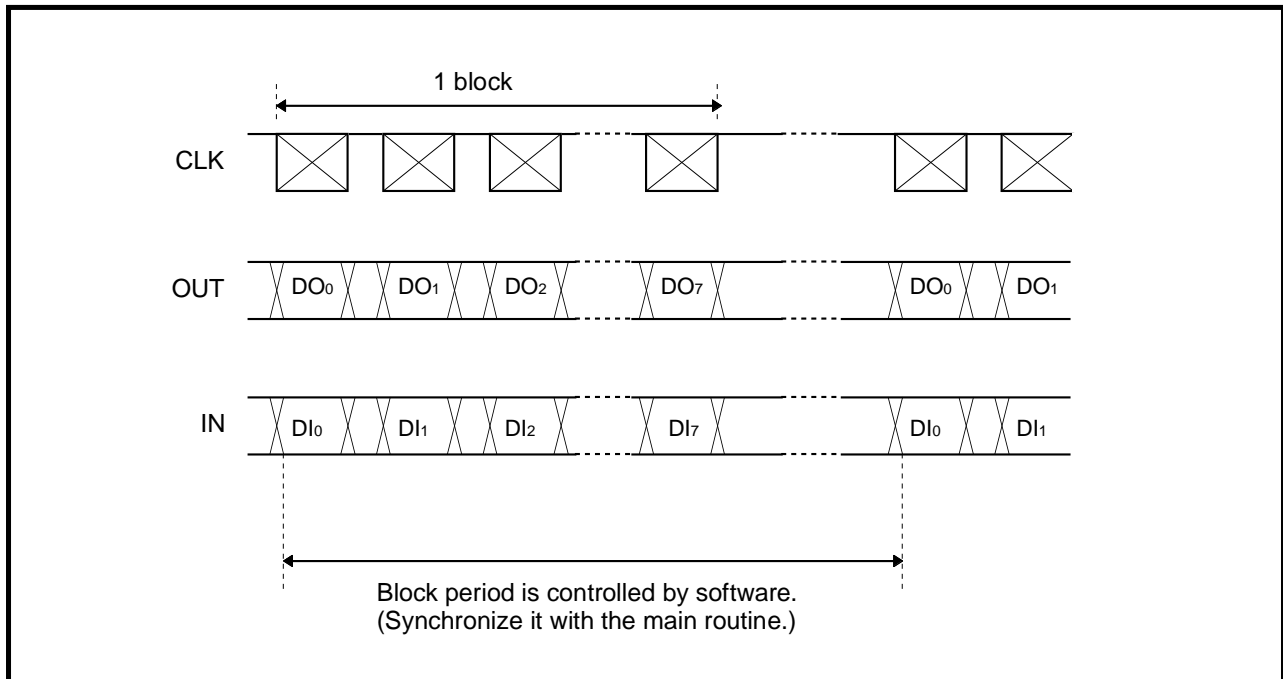 1 block
CLK
OUT
DO0 DO1 DO2 DO7 DO0 DO1
IN
DI0 DI1 DI2 DI7 DI0 DI1
Block period is controlled by software.
(Synchronize it with the main routine.)